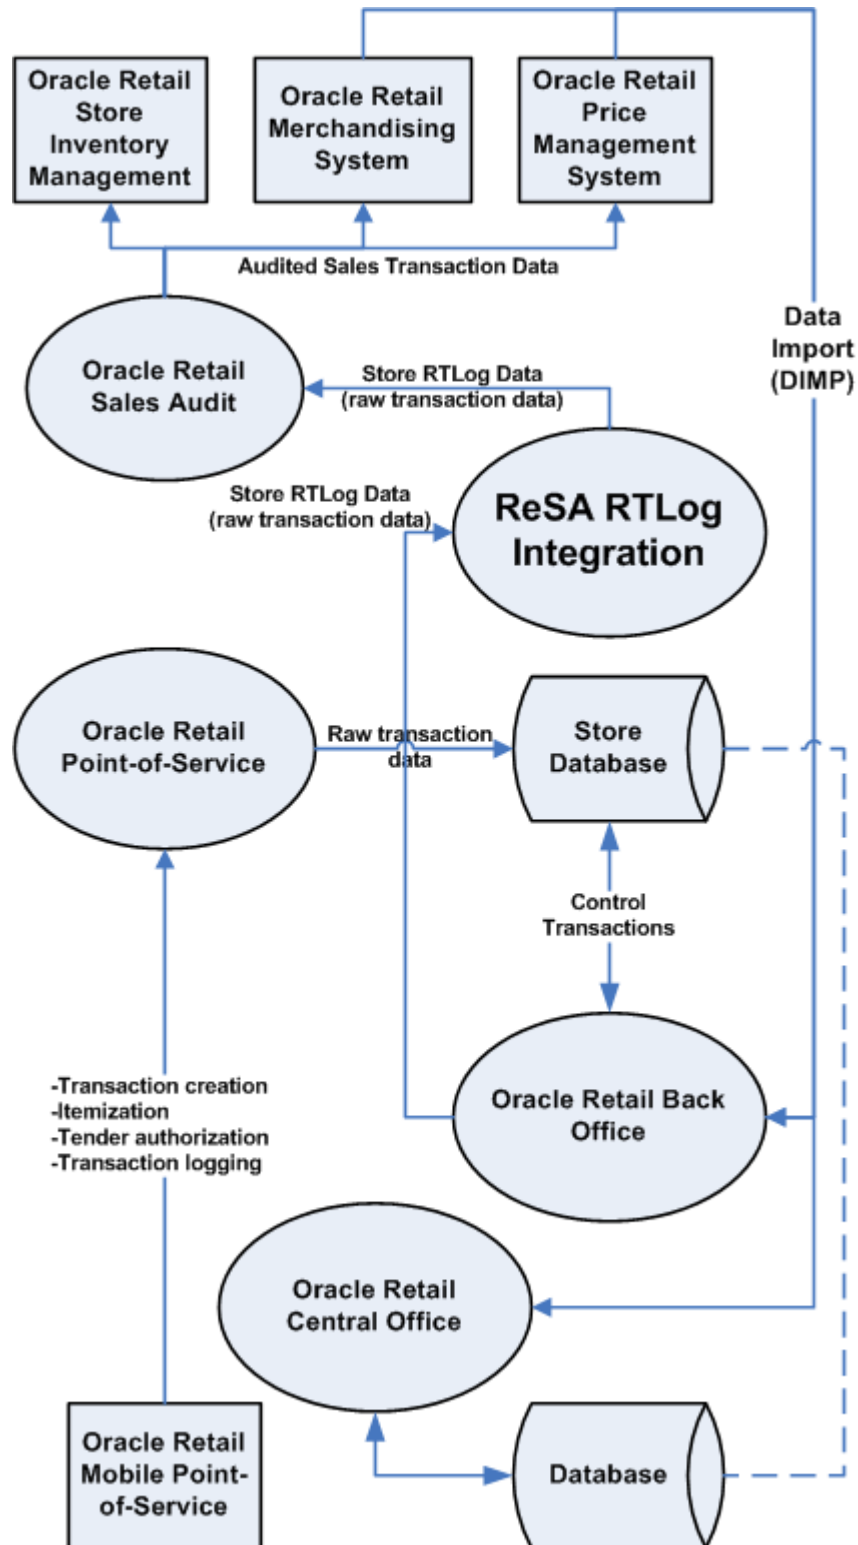 Oracle Retail
Store
Inventory
Management
Oracle Retail
Merchandising
System
Oracle Retail
Price
Management
System
Audited Sales Transaction Data
Data
Import
(DIMP)
Oracle Retail
Sales Audit
Store RTLog Data
(raw transaction data)
Store RTLog Data
(raw transaction data)
ReSA RTLog
Integration
Oracle Retail
Point-of-Service
Raw transaction
data
Store
Database
Control
Transactions
-Transaction creation
-Itemization
-Tender authorization
-Transaction logging
Oracle Retail Back
Office
Oracle Retail
Central Office
Oracle Retail
Mobile Point-
of-Service
Database